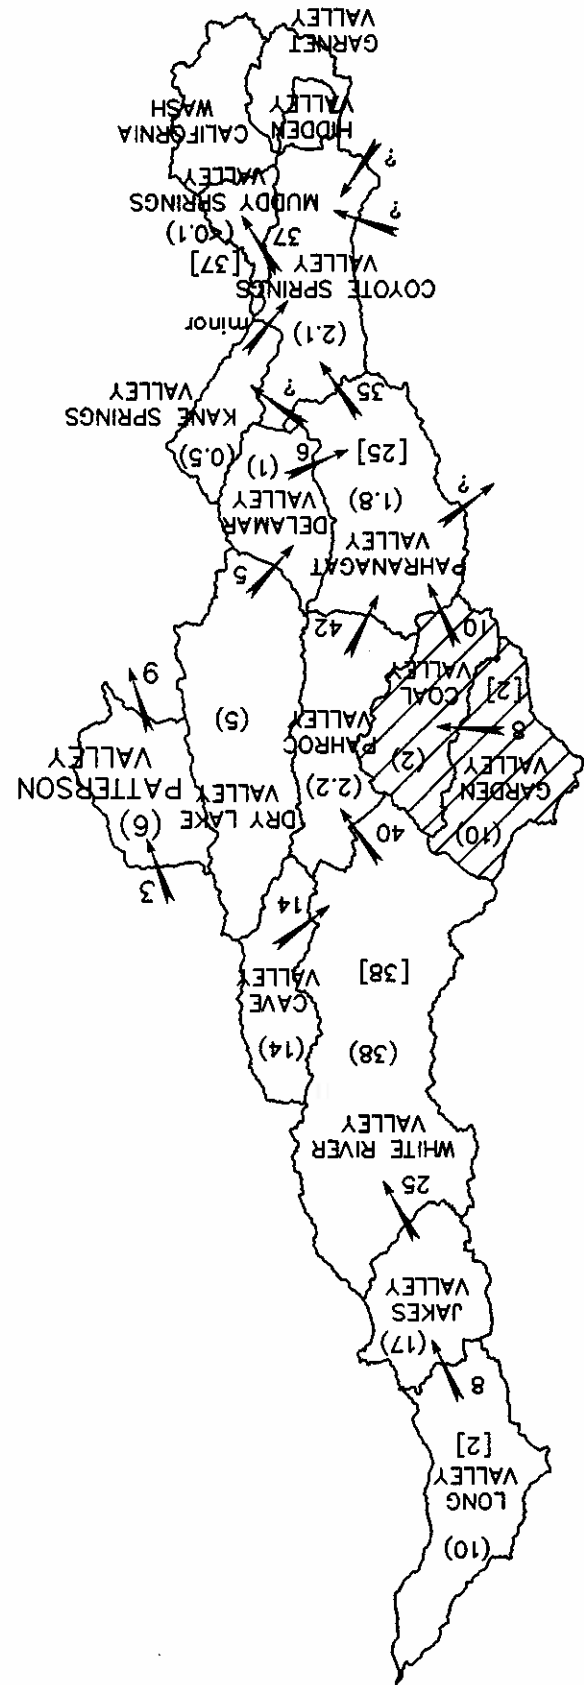 (10)
LONG
VALLEY
[2]
8
(17)
JAKES
VALLEY
25
WHITE RIVER
VALLEY
(38)
[38]
(14)
CAVE
VALLEY
14
40
3
(6)
PATTERSON
VALLEY
9
(10)
GARDEN
VALLEY
[2]
8
(2)
COAL
VALLEY
10
(2.2)
PAHROC
VALLEY
42
DRY LAKE
VALLEY
(5)
5
PAHRANAGAT
VALLEY
(1.8)
[25]
?
35
DELAMAR
VALLEY
(1)
6
?
(0.5)
KANE SPRINGS
VALLEY
minor
(2.1)
COYOTE SPRINGS
VALLEY
?
?
[37]
37
(<0.1)
MUDDY SPRINGS
VALLEY
HIDDEN
VALLEY
CALIFORNIA
WASH
GARNET
VALLEY